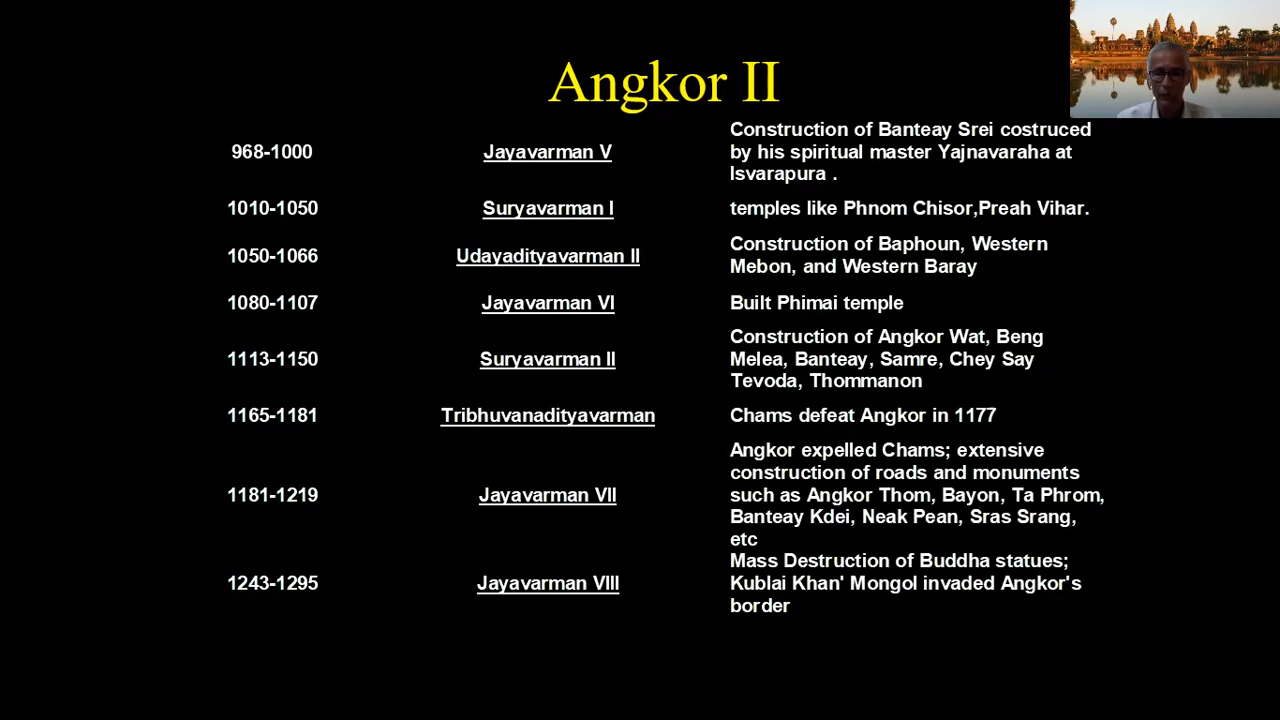 Angkor II
968-1000 Jayavarman V Construction of Banteay Srei costruced
by his spiritual master Yajnavaraha at
Isvarapura .
1010-1050 Suryavarman I temples like Phnom Chisor,Preah Vihar.
1050-1066 Udayadityavarman II Construction of Baphoun, Western
Mebon, and Western Baray
1080-1107 Jayavarman VI Built Phimai temple
1113-1150 Suryavarman II Construction of Angkor Wat, Beng
Melea, Banteay, Samre, Chey Say
Tevoda, Thommanon
1165-1181 Tribhuvanadityavarman Chams defeat Angkor in 1177
1181-1219 Jayavarman VII Angkor expelled Chams; extensive
construction of roads and monuments
such as Angkor Thom, Bayon, Ta Phrom,
Banteay Kdei, Neak Pean, Sras Srang,
etc
1243-1295 Jayavarman VIII Mass Destruction of Buddha statues;
Kublai Khan' Mongol invaded Angkor's
border